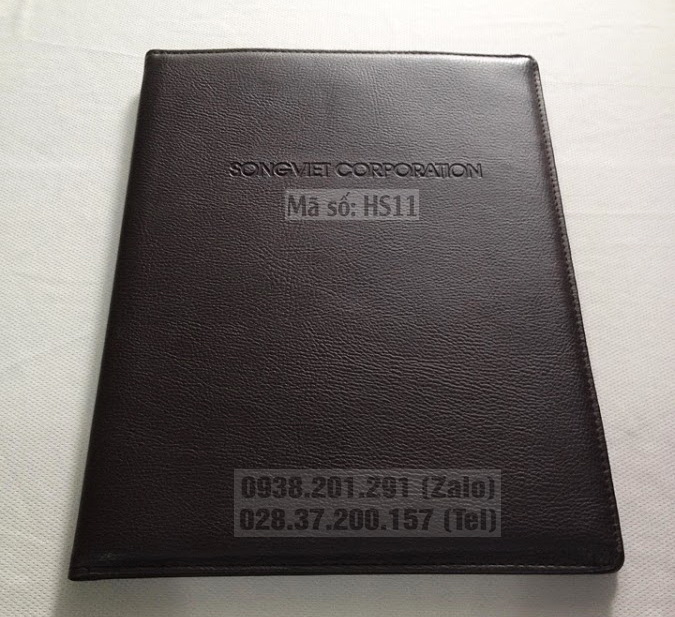 SONGVIET CORPORATION
Mã số: HS11
0938.201.291 (Zalo)
028.37.200.157 (Tel)